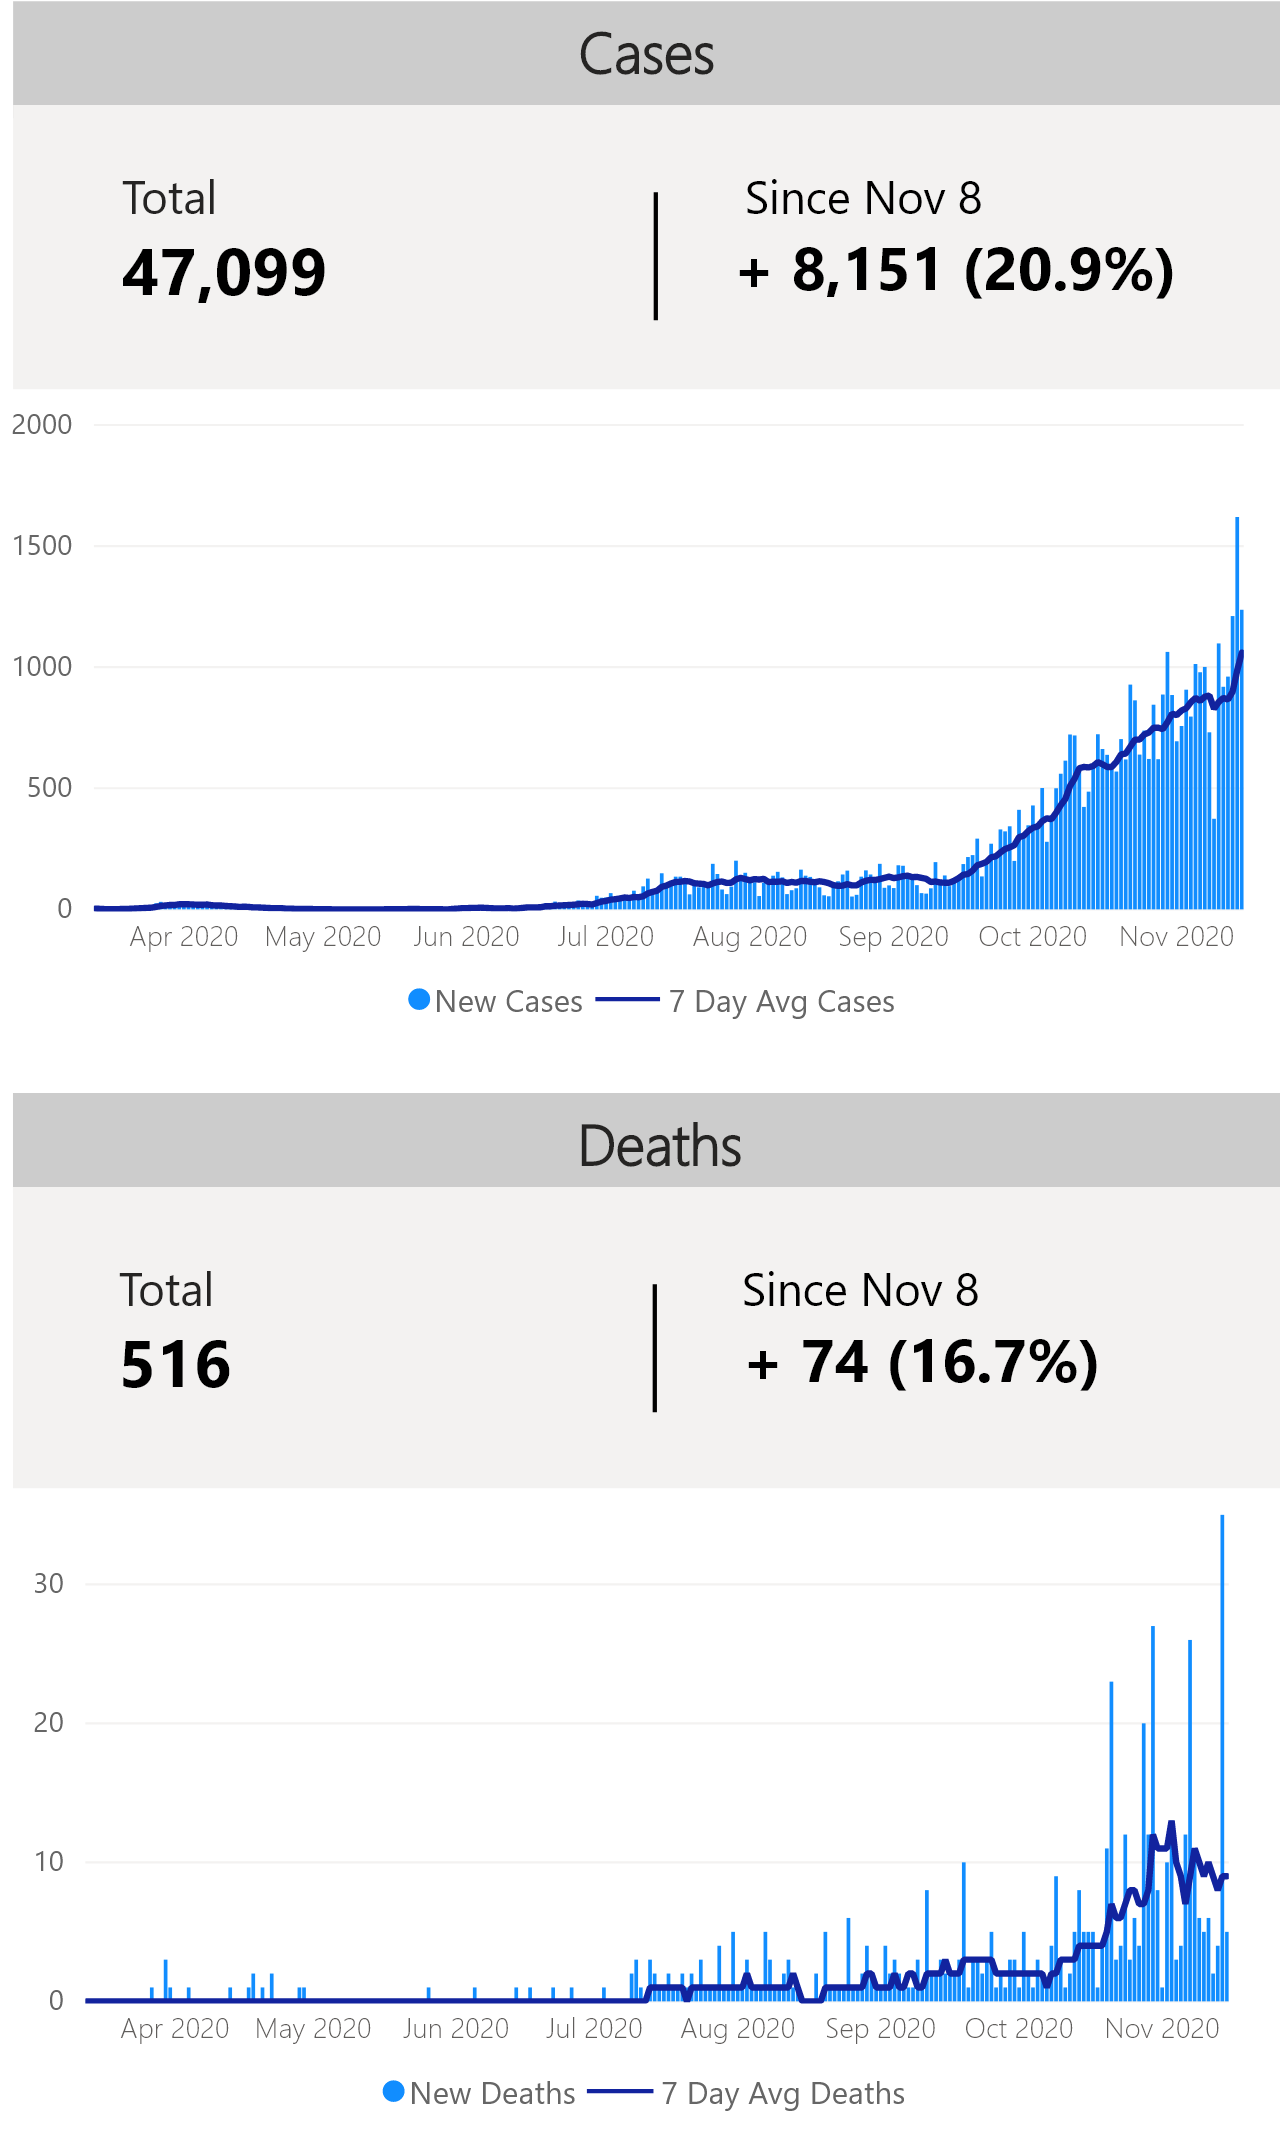 Cases
Total
Since Nov 8
47,099
+ 8,151 (20.9%)
2000
1500
1000
500
0
Apr 2020 May 2020 Jun 2020 Jul 2020 Aug 2020 Sep 2020 Oct 2020 Nov 2020
New Cases 7 Day Avg Cases
Deaths
Total
Since Nov 8
516
+ 74 (16.7%)
30
20
10
0
Apr 2020 May 2020 Jun 2020 Jul 2020 Aug 2020 Sep 2020 Oct 2020 Nov 2020
New Deaths 7 Day Avg Deaths